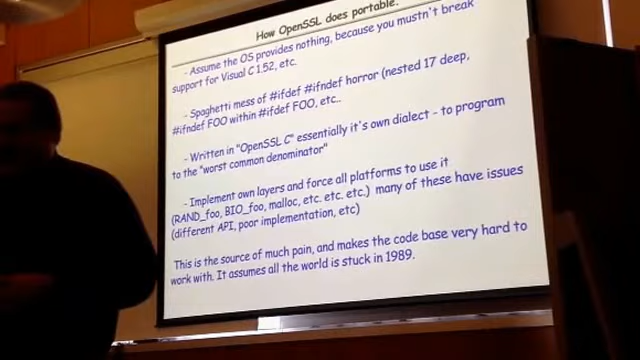 How OpenSSL does portable.
- Assume the OS provides nothing, because you mustn't break
support for Visual C 1.52, etc.
- Spaghetti mess of #ifdef #ifndef horror (nested 17 deep,
#ifndef FOO within #ifdef FOO, etc..
- Written in "OpenSSL C" essentially it's own dialect - to program
to the "worst common denominator"
- Implement own layers and force all platforms to use it
(RAND_foo, BIO_foo, malloc, etc. etc. etc.) many of these have issues
(different API, poor implementation, etc)
This is the source of much pain, and makes the code base very hard to
work with. It assumes all the world is stuck in 1989.